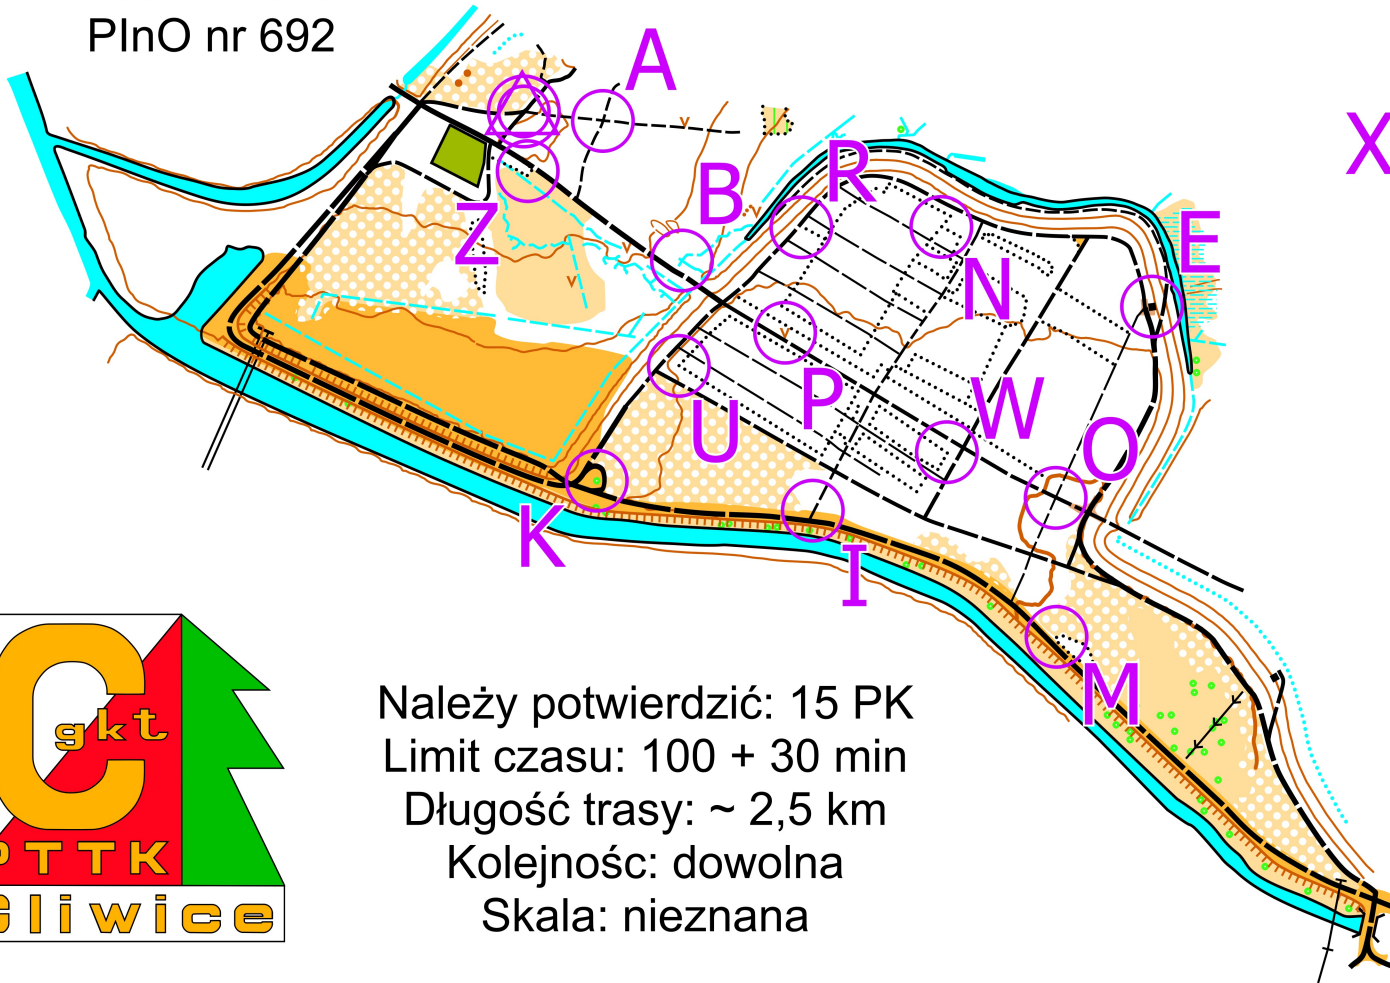 PInO nr 692
A
X
B
R
E
Z
N
P
W
U
O
K
I
M
C
gkt
PTTK
Gliwice
Należy potwierdzić: 15 PK
Limit czasu: 100 + 30 min
Długość trasy: ~ 2,5 km
Kolejnośc: dowolna
Skala: nieznana